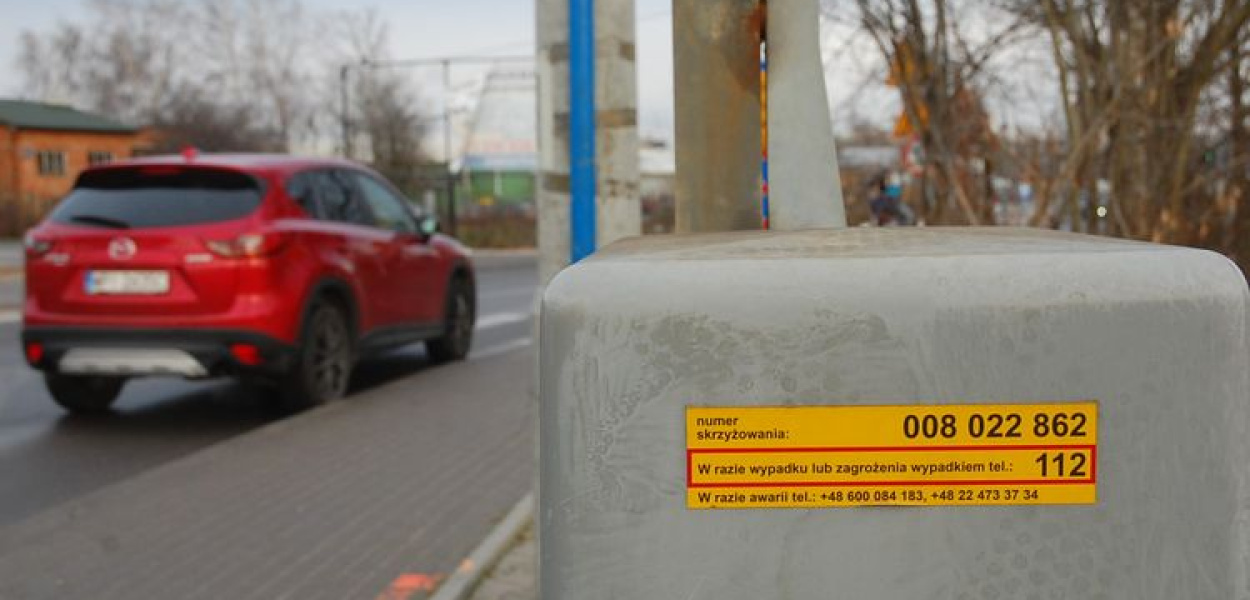 numer
skrzyżowania: 008 022 862
W razie wypadku lub zagrożenia wypadkiem tel.: 112
W razie awarii tel.: +48 600 084 183, +48 22 473 37 34